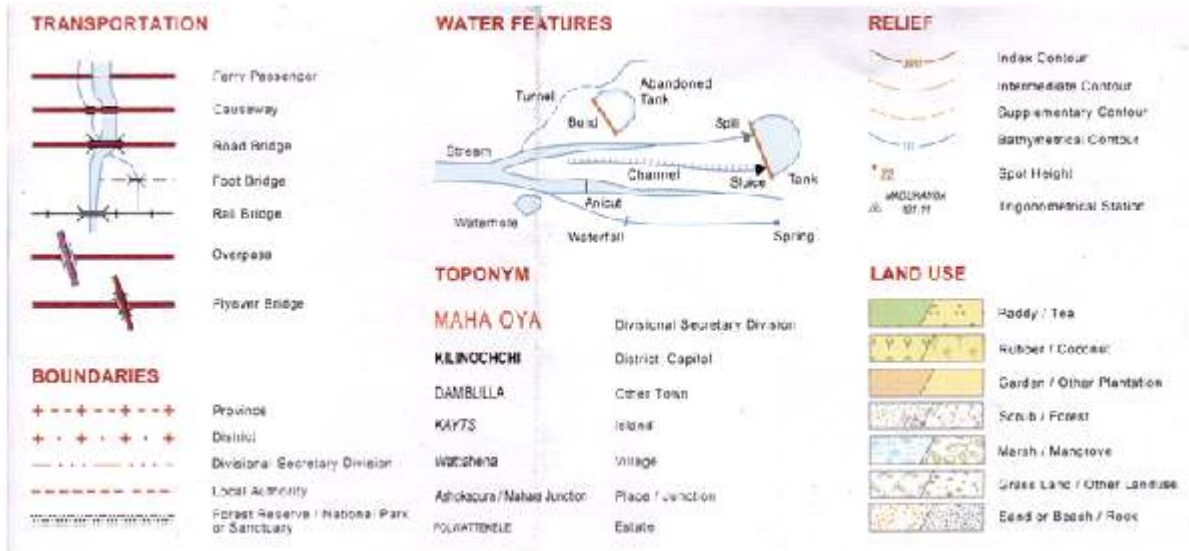 TRANSPORTATION
Ferry Passenger
Causeway
Road Bridge
Foot Bridge
Rail Bridge
Overpass
Flyover Bridge
BOUNDARIES
Province
District
Divisional Secretary Division
Local Authority
Forest Reserve / National Park
or Sanctuary
WATER FEATURES
Tunnel
Abandoned
Tank
Bund
Spill
Stream
Channel
Sluice
Tank
Anicut
Waterhole
Waterfall
Spring
TOPONYM
MAHA OYA
Divisional Secretary Division
KILINOCHCHI
District Capital
DAMBULLA
Other Town
KAYTS
Island
Wattahena
Village
Ashokapura / Mahara Junction
Place / Junction
POLWATTEKELE
Estate
RELIEF
Index Contour
Intermediate Contour
Supplementary Contour
Bathymetrical Contour
22
Spot Height
Trigonometrical Station
LAND USE
Paddy / Tea
Rubber / Coconut
Garden / Other Plantation
Scrub / Forest
Marsh / Mangrove
Grass Land / Other Landuse
Sand or Beach / Rock